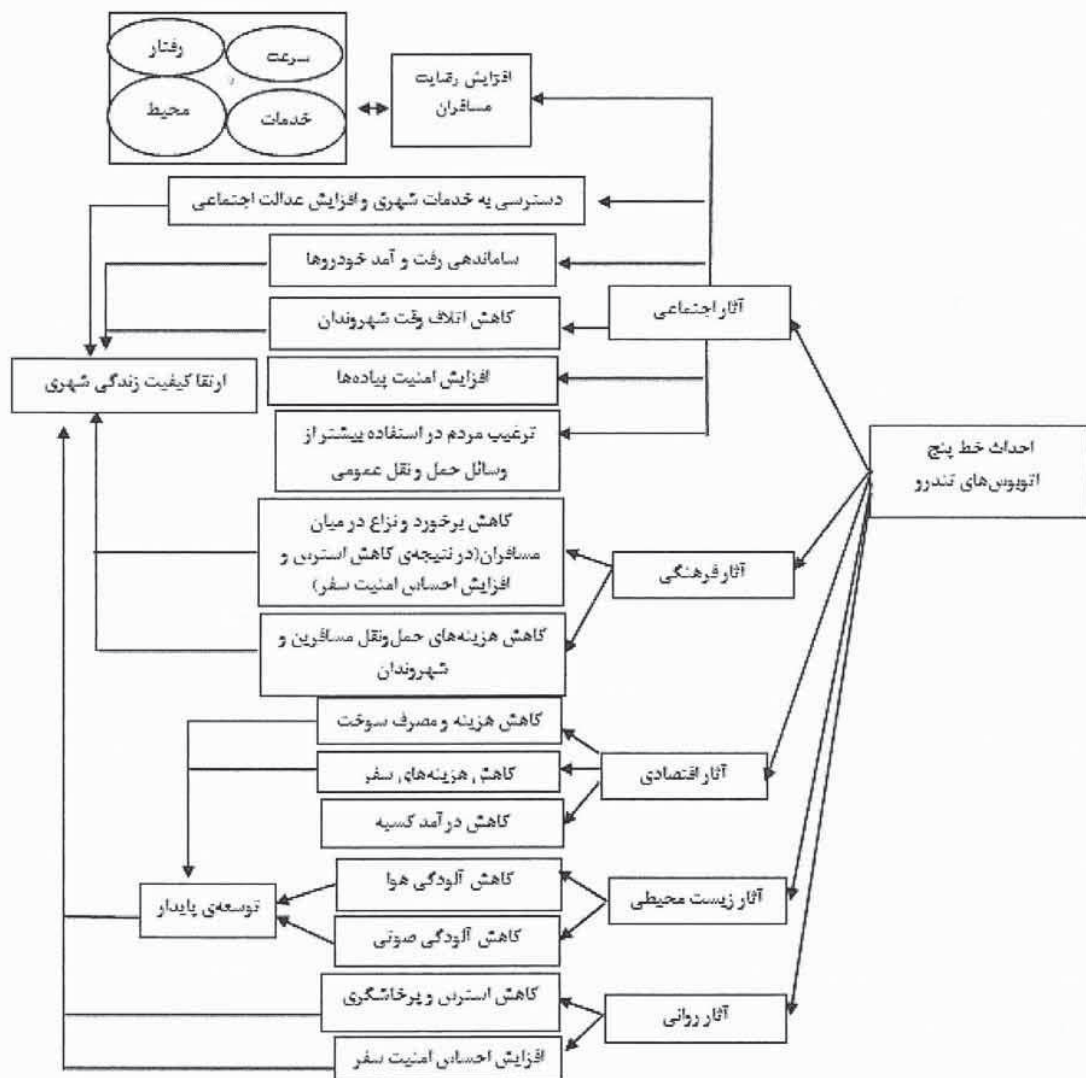 رفتار
سرعت
محیط
خدمات
افزایش رضایت
مسافران
دسترسی به خدمات شهری و افزایش عدالت اجتماعی
ساماندهی رفت و آمد خودروها
آثار اجتماعی
کاهش اتلاف وقت شهروندان
ارتقا کیفیت زندگی شهری
افزایش امنیت پیاده‌ها
ترغیب مردم در استفاده بیشتر از
وسائل حمل و نقل عمومی
احداث خط پنج
اتوبوس‌های تندرو
کاهش برخورد و نزاع در میان
مسافران(در نتیجه‌ی کاهش استرس و
افزایش احساس امنیت سفر)
آثار فرهنگی
کاهش هزینه‌های حمل‌ونقل مسافرین و
شهروندان
کاهش هزینه و مصرف سوخت
آثار اقتصادی
کاهش هزینه‌های سفر
کاهش درآمد کسبه
کاهش آلودگی هوا
آثار زیست محیطی
توسعه‌ی پایدار
کاهش آلودگی صوتی
کاهش استرس و پرخاشگری
آثار روانی
افزایش احساس امنیت سفر